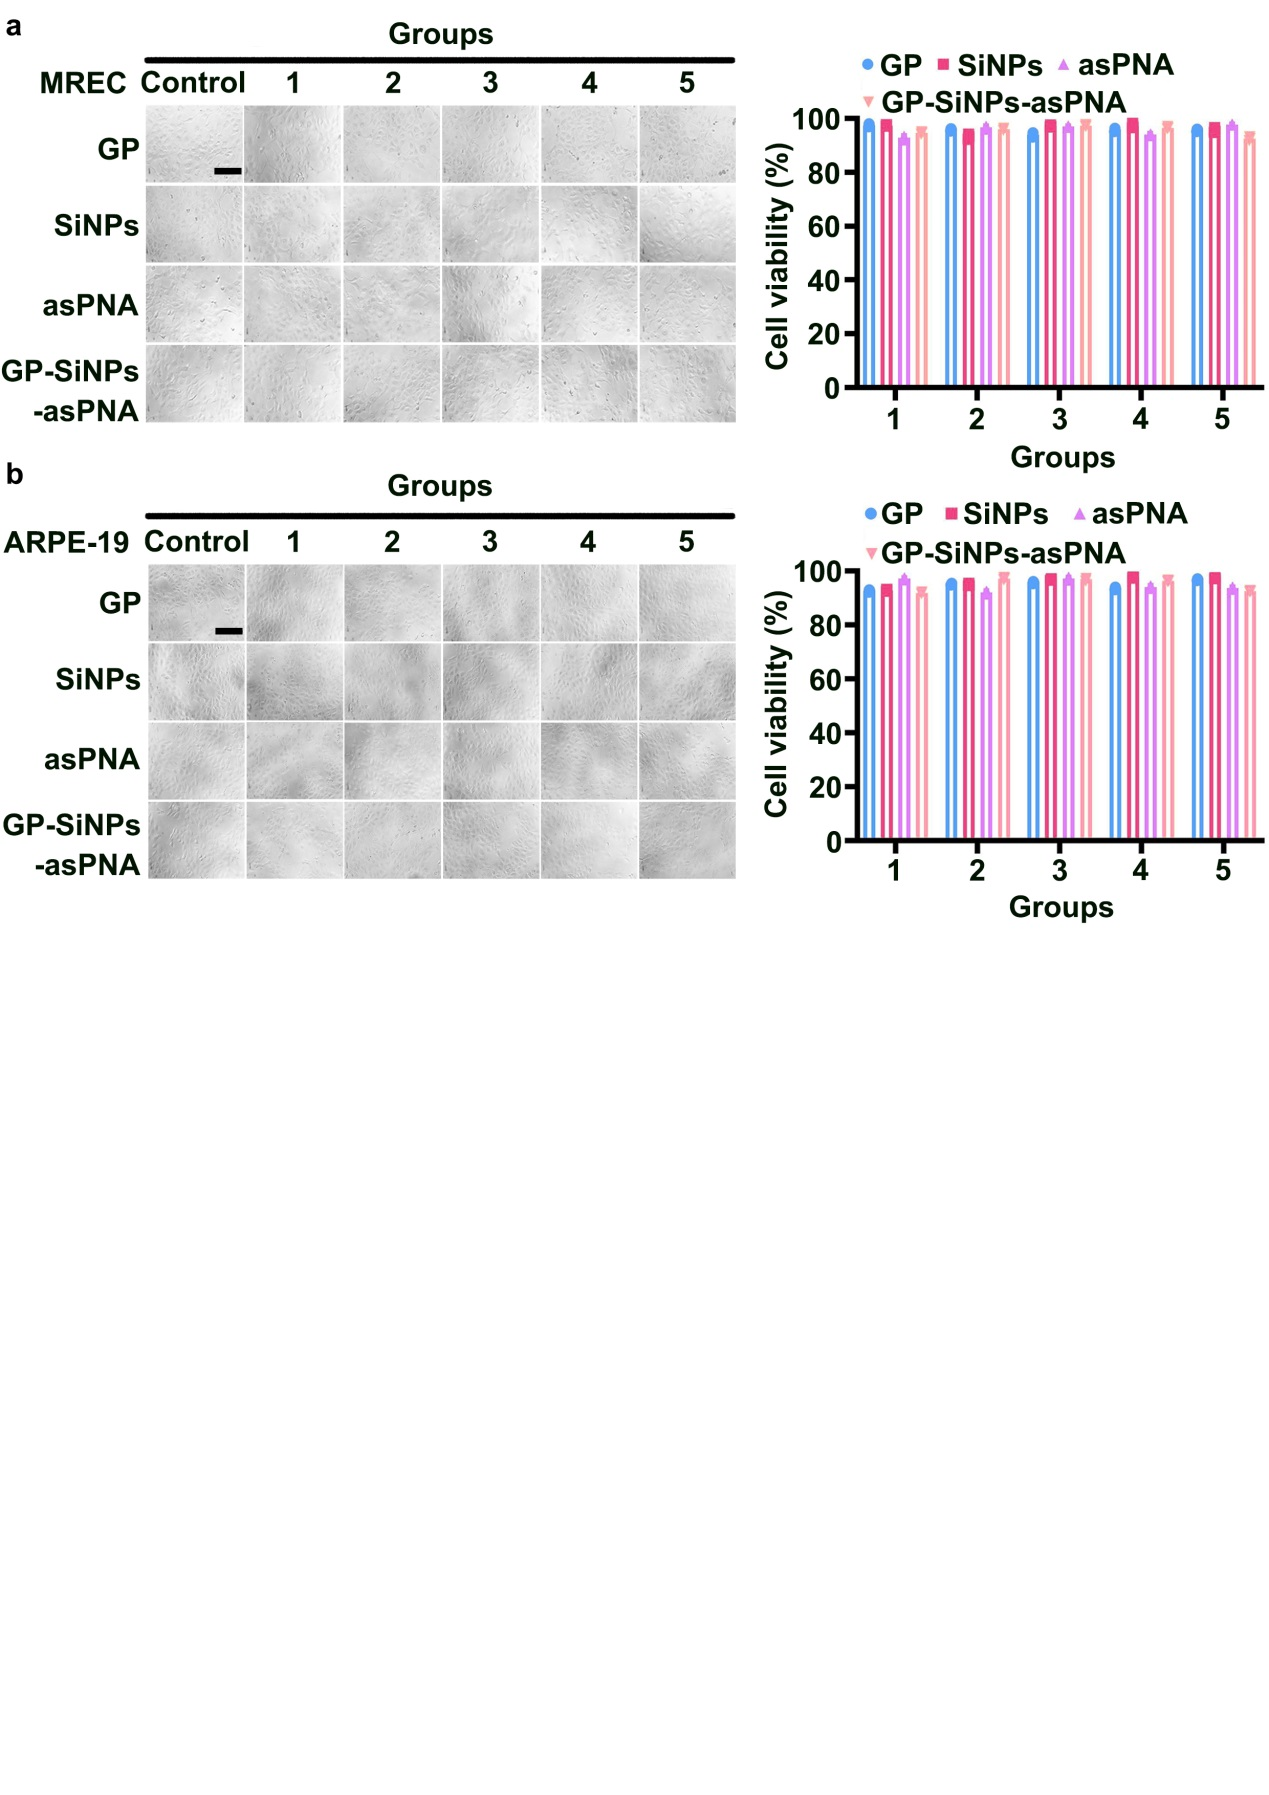 a
Groups
MREC Control 1 2 3 4 5
GP
SiNPs
asPNA
GP-SiNPs
-asPNA
GP SiNPs asPNA
GP-SiNPs-asPNA
Cell viability (%)
100
80
60
40
20
0
1 2 3 4 5
Groups
b
Groups
ARPE-19 Control 1 2 3 4 5
GP
SiNPs
asPNA
GP-SiNPs
-asPNA
GP SiNPs asPNA
GP-SiNPs-asPNA
Cell viability (%)
100
80
60
40
20
0
1 2 3 4 5
Groups